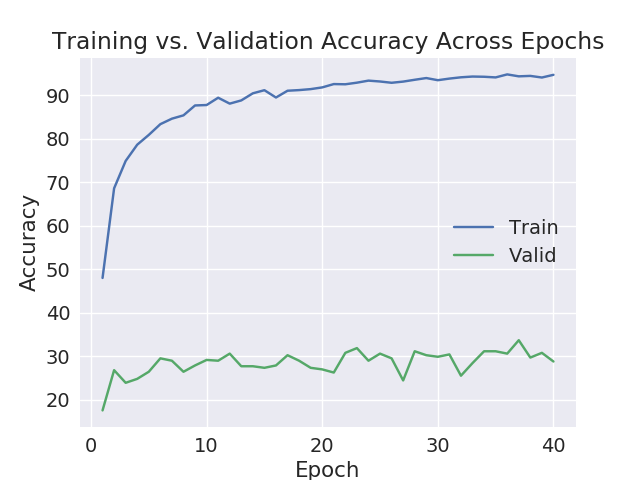 Training vs. Validation Accuracy Across Epochs
90
80
70
60
50
40
30
20
Accuracy
Train
Valid
0 10 20 30 40
Epoch